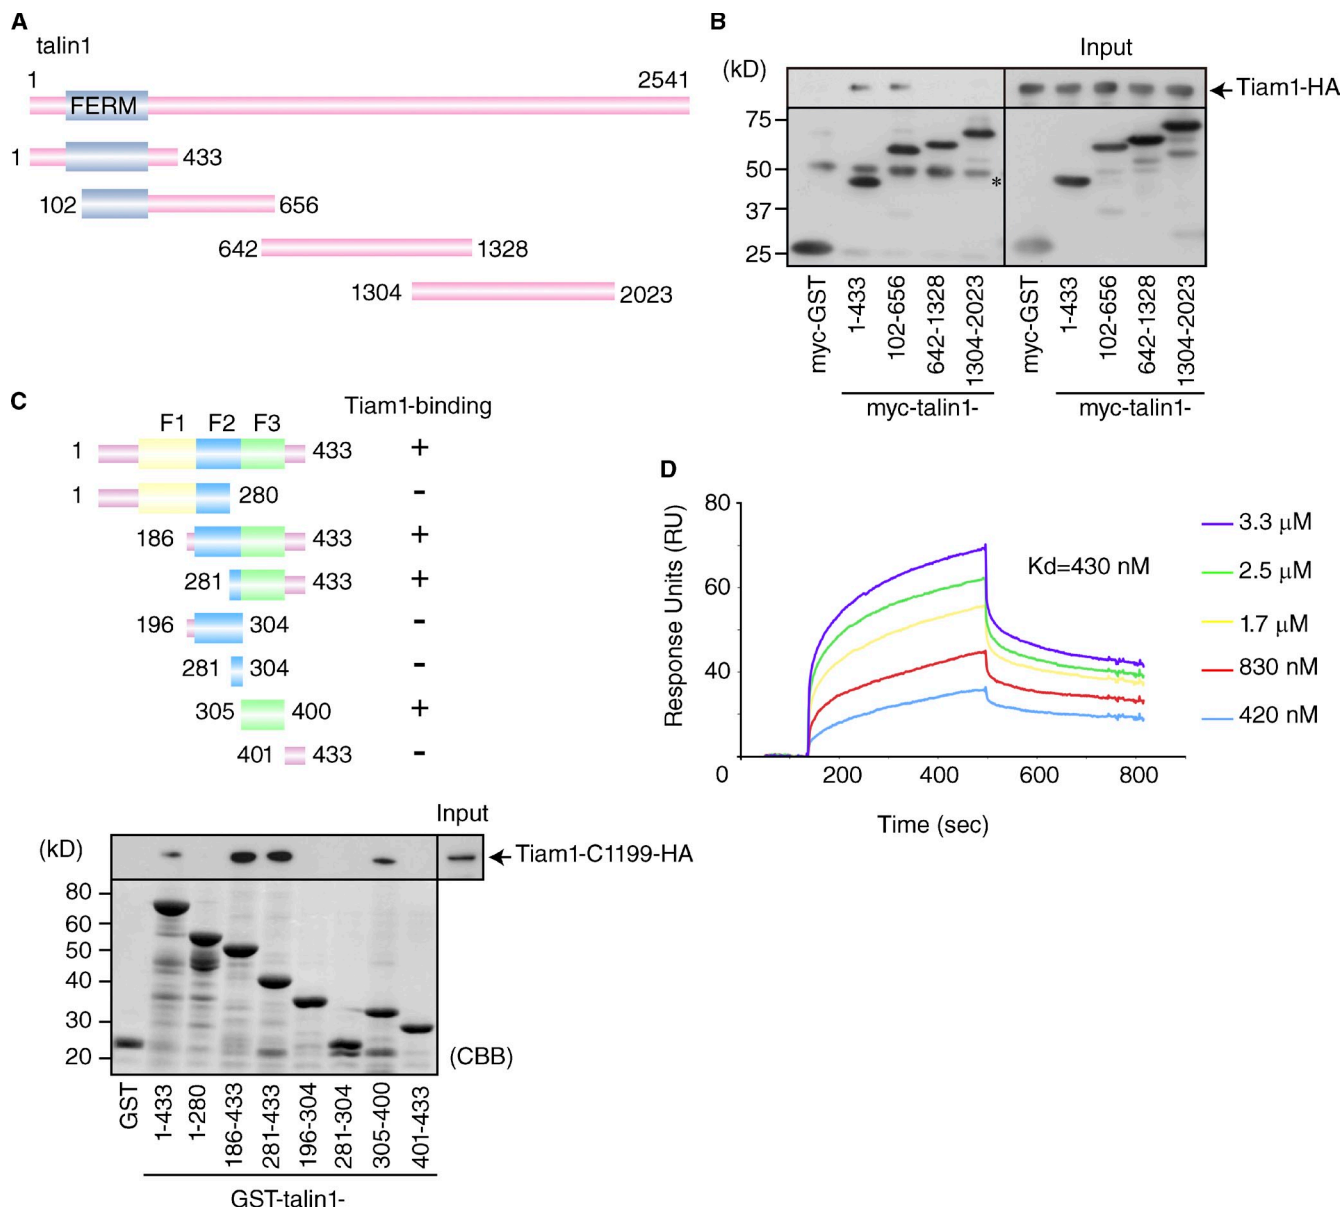 A
talin1
1 2541
FERM
1 433
102 656
642 1328
1304 2023
B
Input
(kD)
Tiam1-HA
75
50
37
25
*
myc-GST
1-433
102-656
642-1328
1304-2023
myc-GST
1-433
102-656
642-1328
1304-2023
myc-talin1-
myc-talin1-
C
Tiam1-binding
F1 F2 F3
1 433 +
1 280 -
186 433 +
281 433 +
196 304 -
281 304 -
305 400 +
401 433 -
Input
(kD)
Tiam1-C1199-HA
80
60
50
40
30
20
(CBB)
GST
1-433
1-280
186-433
281-433
196-304
281-304
305-400
401-433
GST-talin1-
D
Response Units (RU)
80
60
40
0
200 400 600 800
Time (sec)
Kd=430 nM
3.3 μM
2.5 μM
1.7 μM
830 nM
420 nM